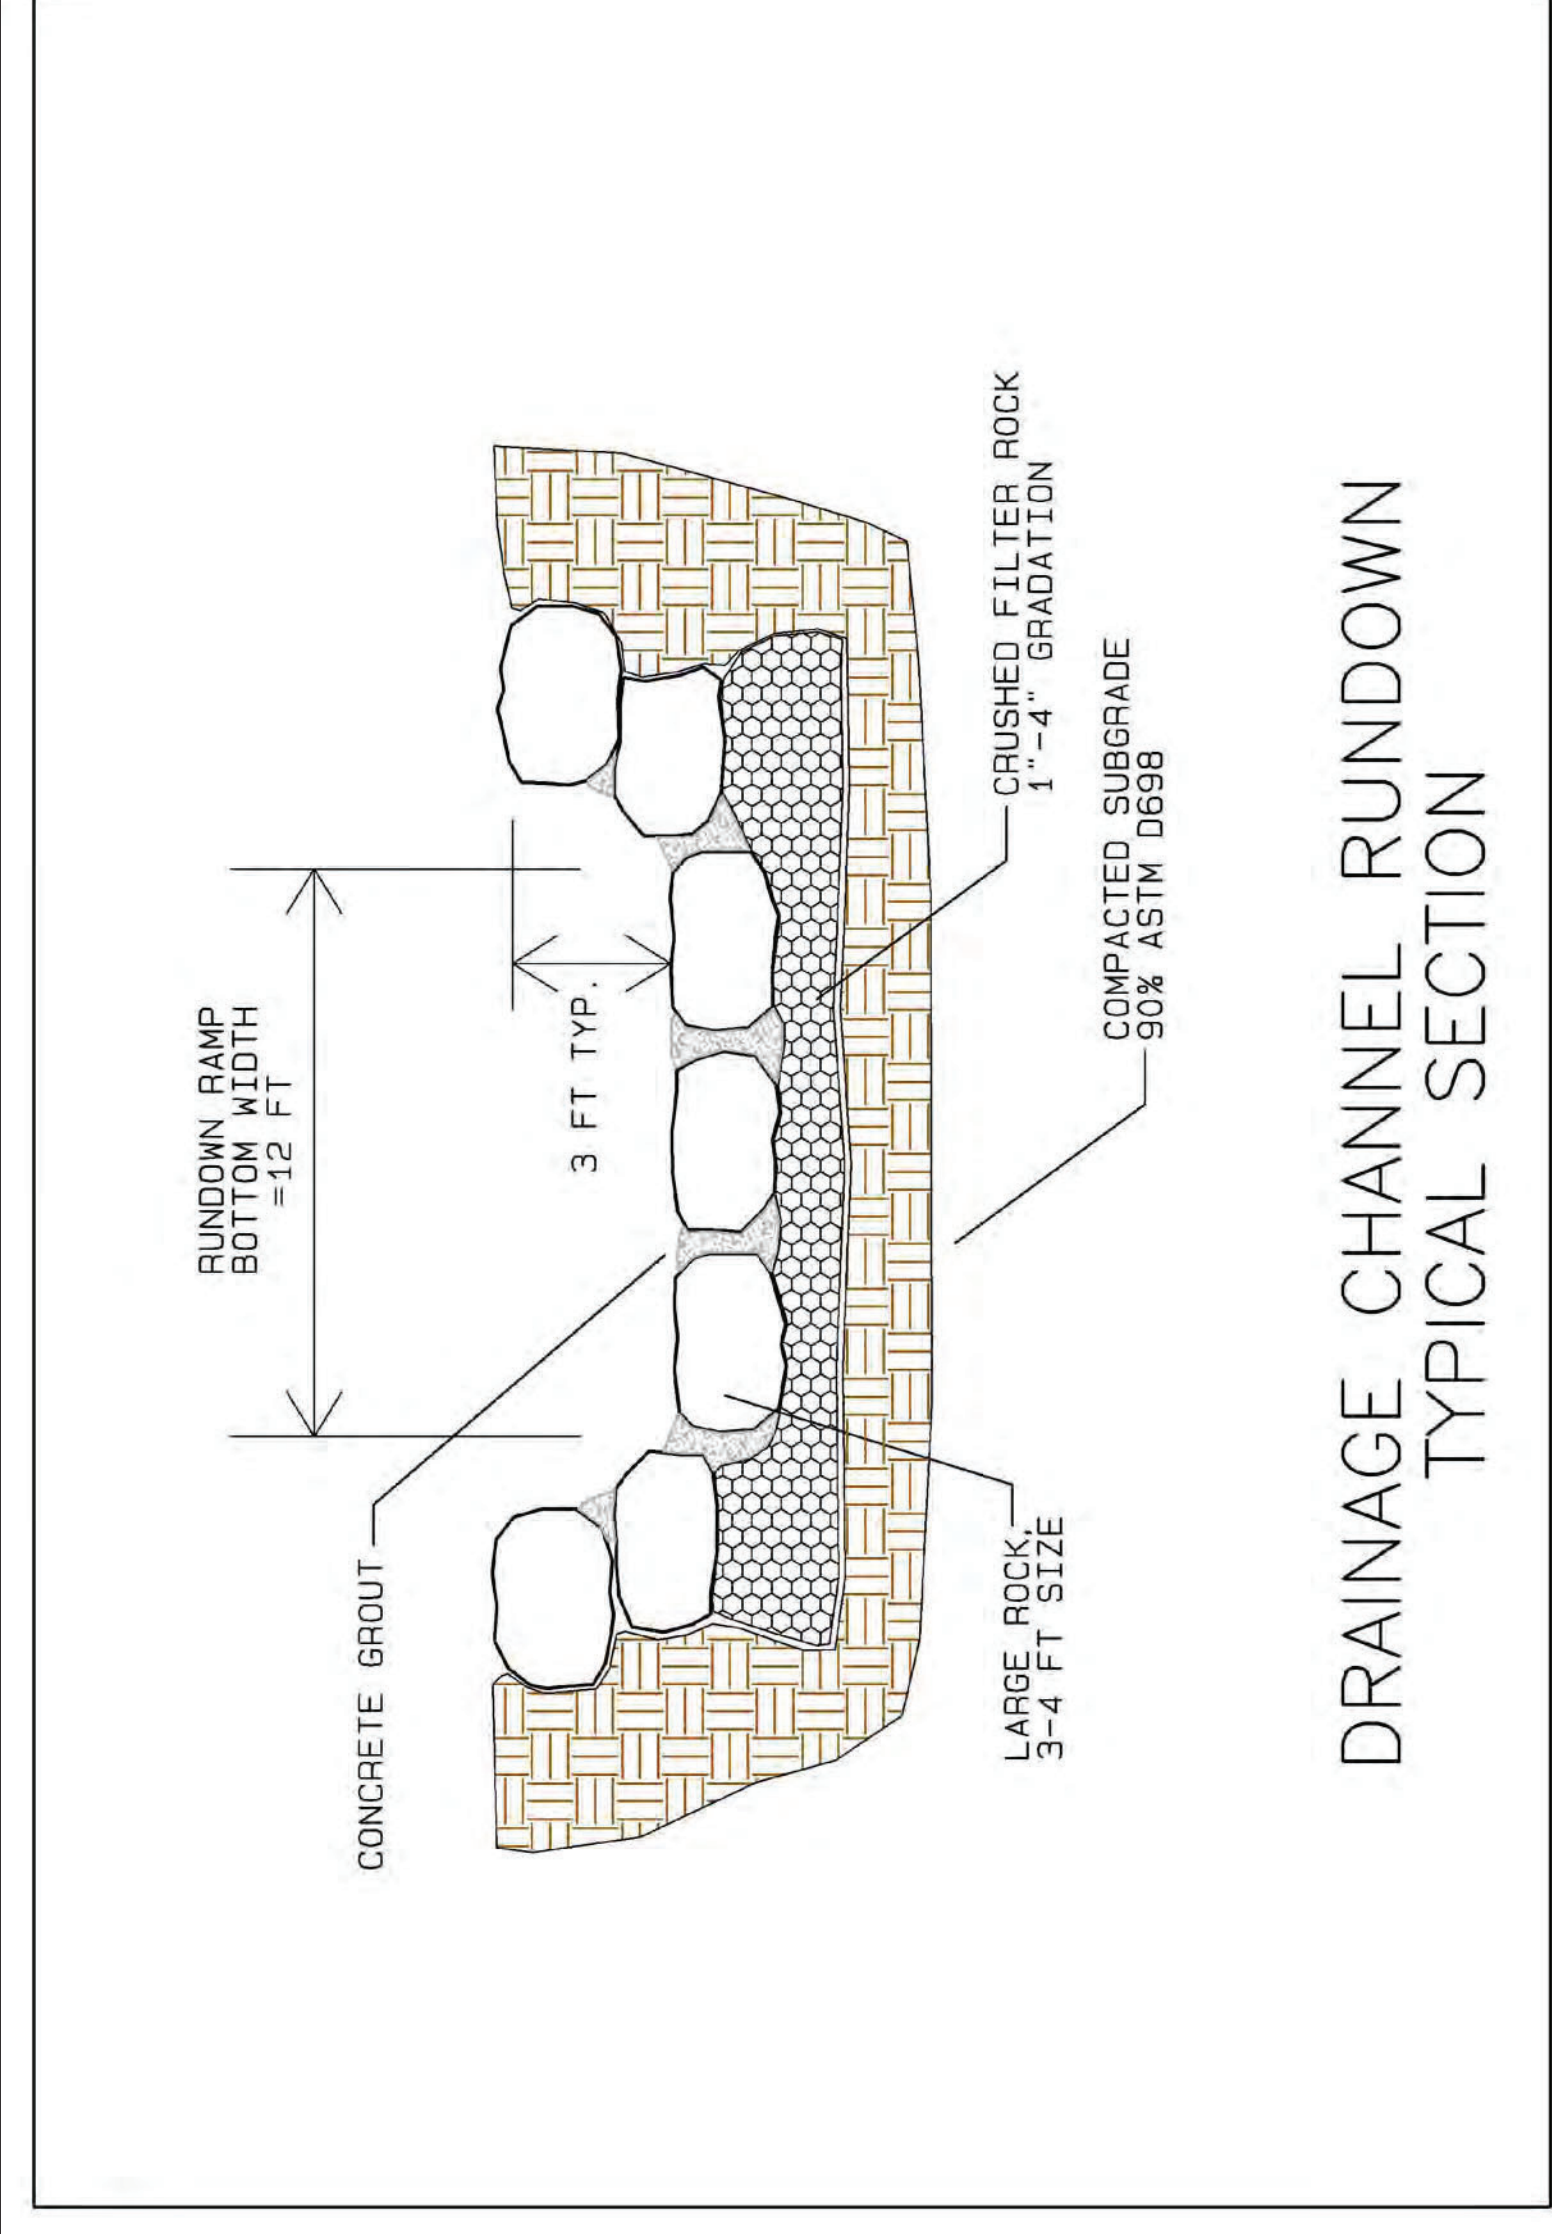 RUNDOWN RAMP
BOTTOM WIDTH
=12 FT
CONCRETE GROUT
3 FT TYP.
LARGE ROCK,
3-4 FT SIZE
CRUSHED FILTER ROCK
1"-4" GRADATION
COMPACTED SUBGRADE
90% ASTM D698
DRAINAGE CHANNEL RUNDOWN
TYPICAL SECTION